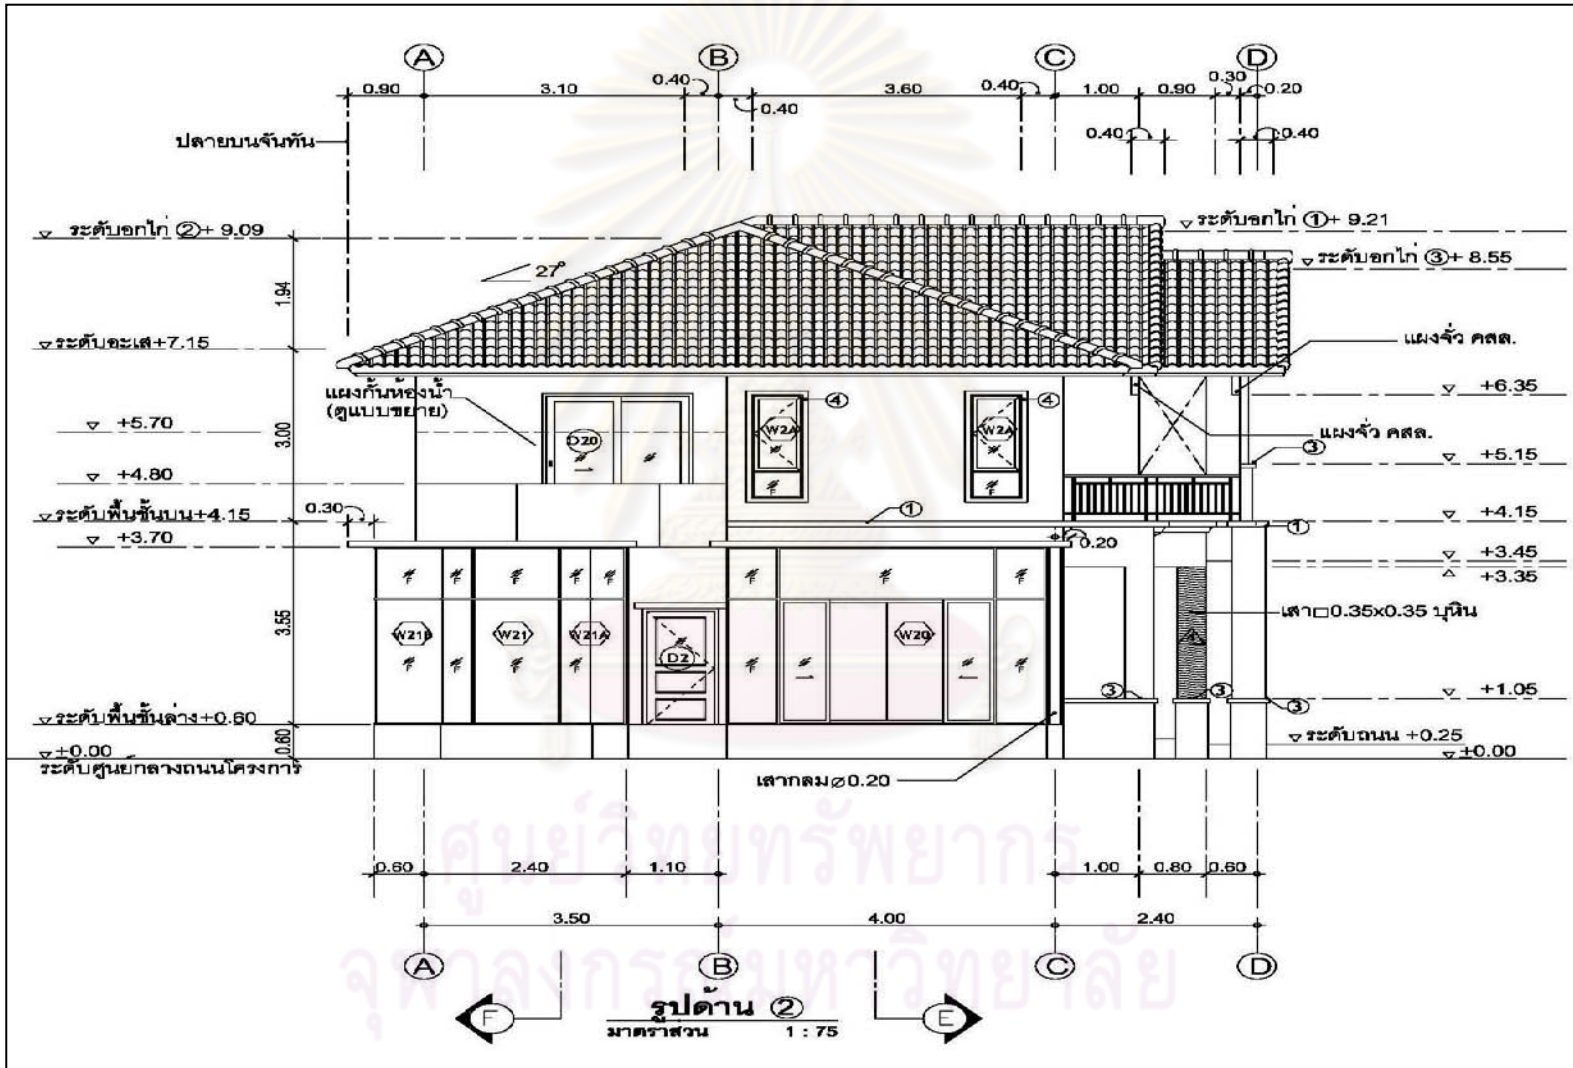 A B C D
0.90 3.10 0.40 0.40 3.60 0.40 1.00 0.90 0.30 0.20
0.40 0.40
ปลายบนจันทัน
ระดับอกไก่ ②+ 9.09
ระดับอกไก่ ①+ 9.21
27°
ระดับอกไก่ ③+ 8.55
1.94
ระดับอะเส+7.15
แผงจั่ว คสล.
แผงกั้นห้องน้ำ
(ดูแบบขยาย)
④ ④
+6.35
+5.70
D20
W2A W2A
F F
แผงจั่ว คสล.
③
3.00
+4.80
+5.15
ระดับพื้นชั้นบน+4.15
0.30
①
+4.15
①
+3.70
0.20
+3.45
+3.35
F F F F F F F F
3.55
เสา□0.35x0.35 บุหิน
W21B W21 W21A D2 W20 4
F F F F F F
③ ③ ③
+1.05
ระดับพื้นชั้นล่าง+0.60
0.60
ระดับถนน +0.25
±0.00
±0.00
ระดับศูนย์กลางถนนโครงการ
เสากลม⌀0.20
ศูนย์วิทยทรัพยากร
0.60 2.40 1.10 1.00 0.80 0.60
3.50 4.00 2.40
จุฬาลงกรณ์มหาวิทยาลัย
A B C D
F รูปด้าน ② E
มาตราส่วน 1 : 75